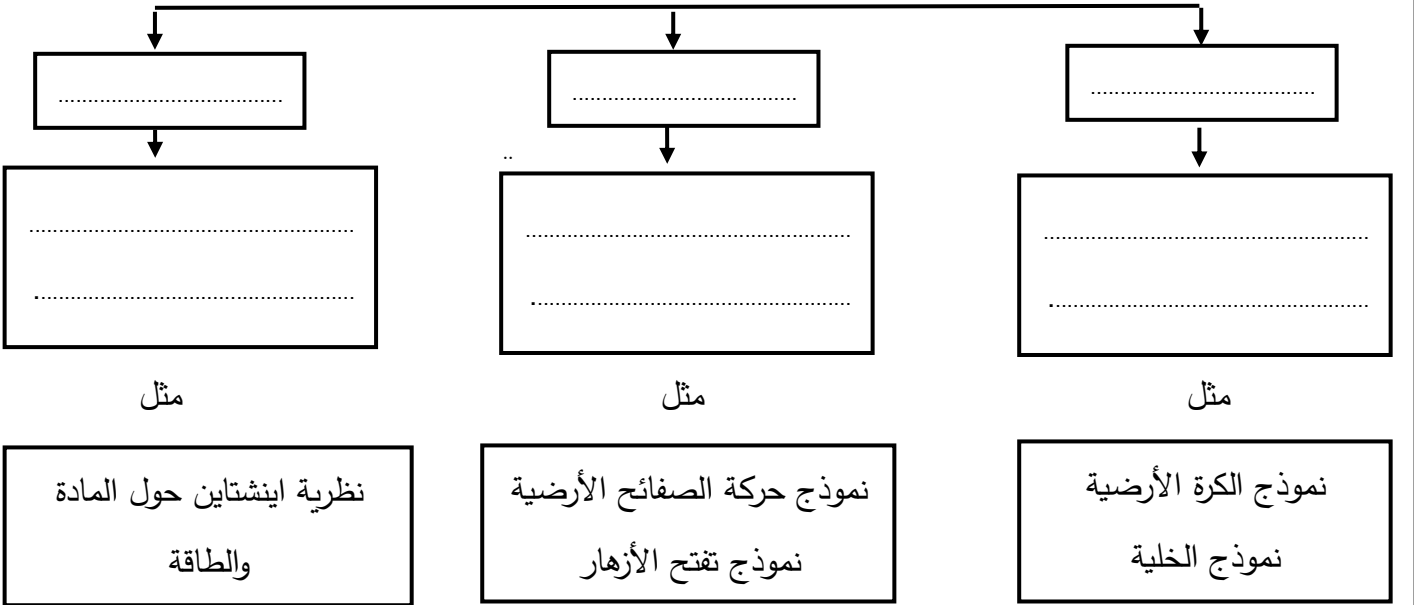 ..................................
..................................
..................................
..
......................................................
.......................................................
......................................................
.......................................................
......................................................
.......................................................
مثل
مثل
مثل
نموذج الكرة الأرضية
نموذج الخلية
نموذج حركة الصفائح الأرضية
نموذج تفتح الأزهار
نظرية اينشتاين حول المادة
والطاقة